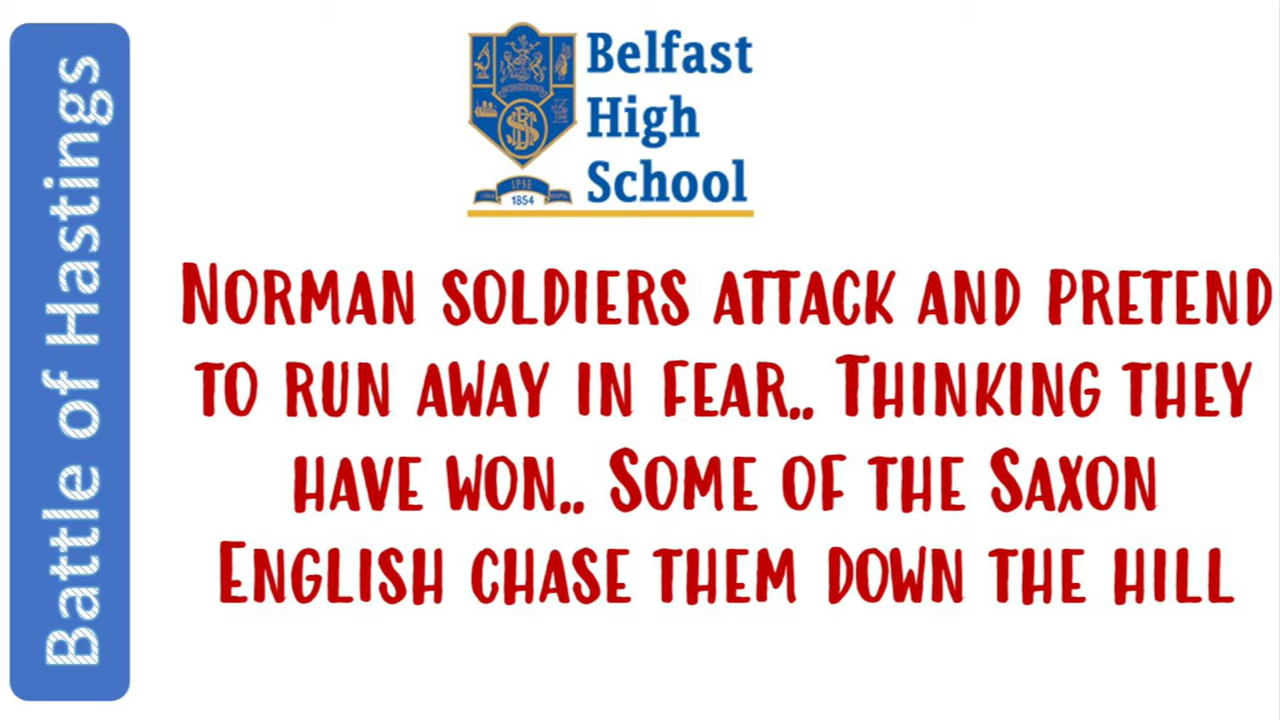 Battle of Hastings
Belfast
High
School
IPSE
1854
Norman soldiers attack and pretend
to run away in fear.. Thinking they
have won.. Some of the Saxon
English chase them down the hill